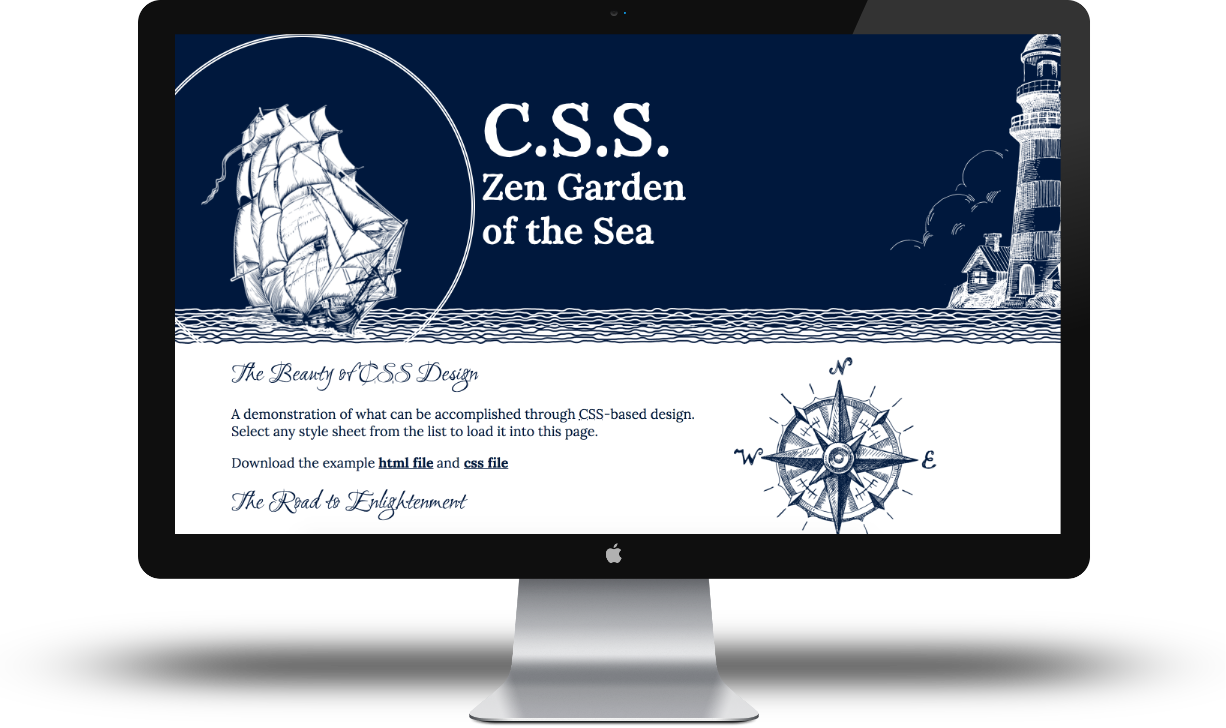 C.S.S.
Zen Garden
of the Sea
The Beauty of CSS Design
A demonstration of what can be accomplished through CSS-based design.
Select any style sheet from the list to load it into this page.
Download the example html file and css file
The Road to Enlightenment
N
W
E